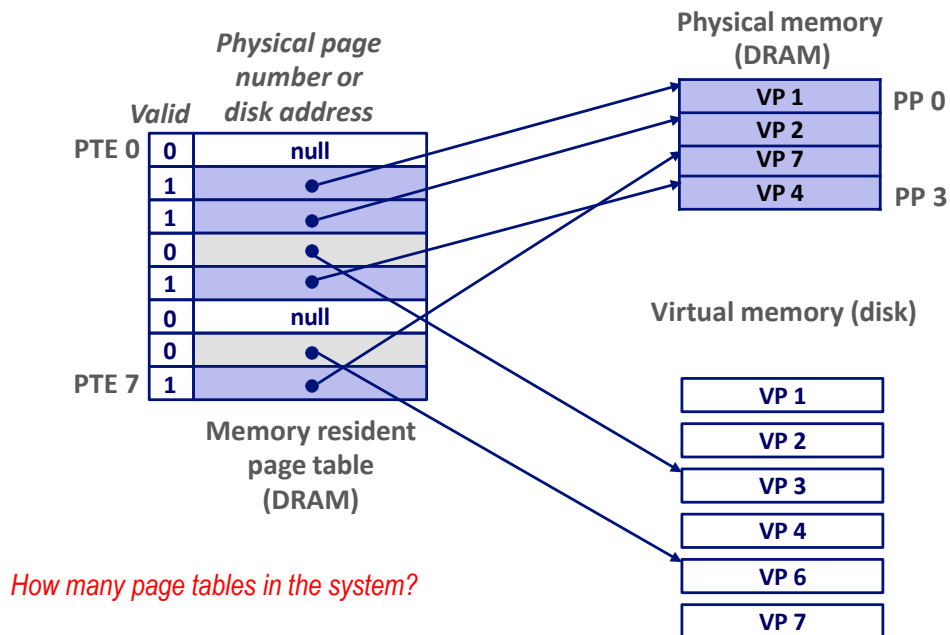 Physical page
number or
disk address
Valid
PTE 0
0
null
1
1
0
1
0
null
0
PTE 7
1
Memory resident
page table
(DRAM)
Physical memory
(DRAM)
VP 1
PP 0
VP 2
VP 7
VP 4
PP 3
Virtual memory (disk)
VP 1
VP 2
VP 3
VP 4
VP 6
VP 7
How many page tables in the system?